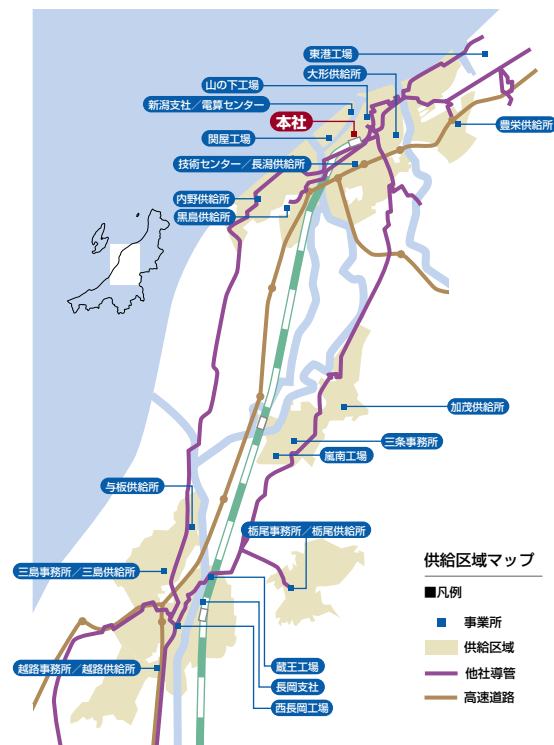 東港工場
大形供給所
山の下工場
新潟支社／電算センター
本社
豊栄供給所
関屋工場
技術センター／長潟供給所
内野供給所
黒鳥供給所
加茂供給所
三条事務所
嵐南工場
与板供給所
栃尾事務所／栃尾供給所
三島事務所／三島供給所
越路事務所／越路供給所
蔵王工場
長岡支社
西長岡工場
供給区域マップ
■凡例
事業所
供給区域
他社導管
高速道路